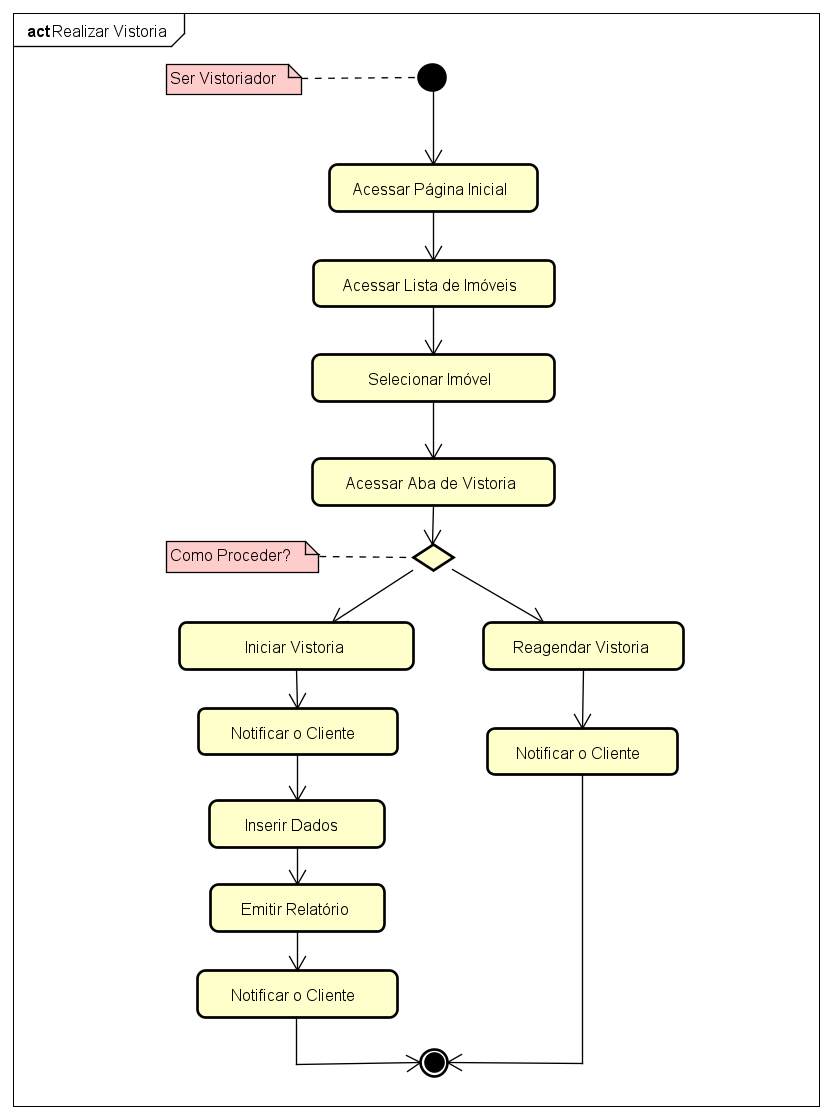 act Realizar Vistoria
Ser Vistoriador
Acessar Página Inicial
Acessar Lista de Imóveis
Selecionar Imóvel
Acessar Aba de Vistoria
Como Proceder?
Iniciar Vistoria
Reagendar Vistoria
Notificar o Cliente
Notificar o Cliente
Inserir Dados
Emitir Relatório
Notificar o Cliente